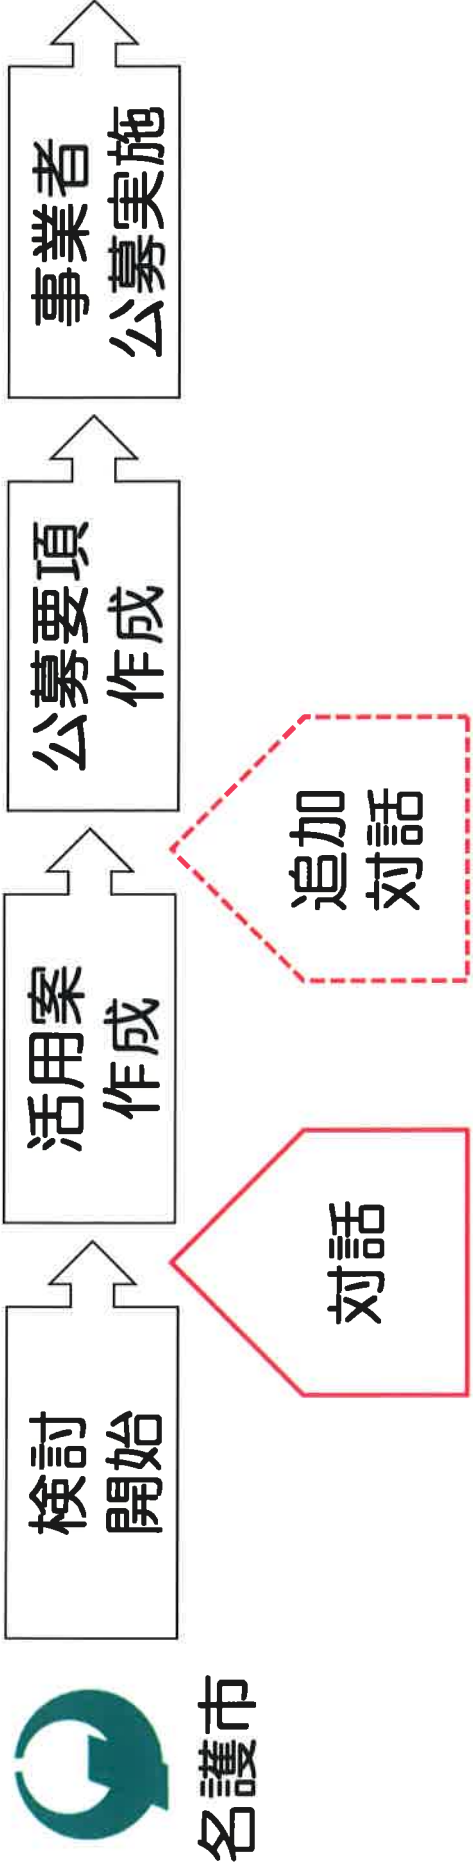 名護市
検討
開始
活用案
作成
公募要項
作成
事業者
公募実施
対話
追加
対話